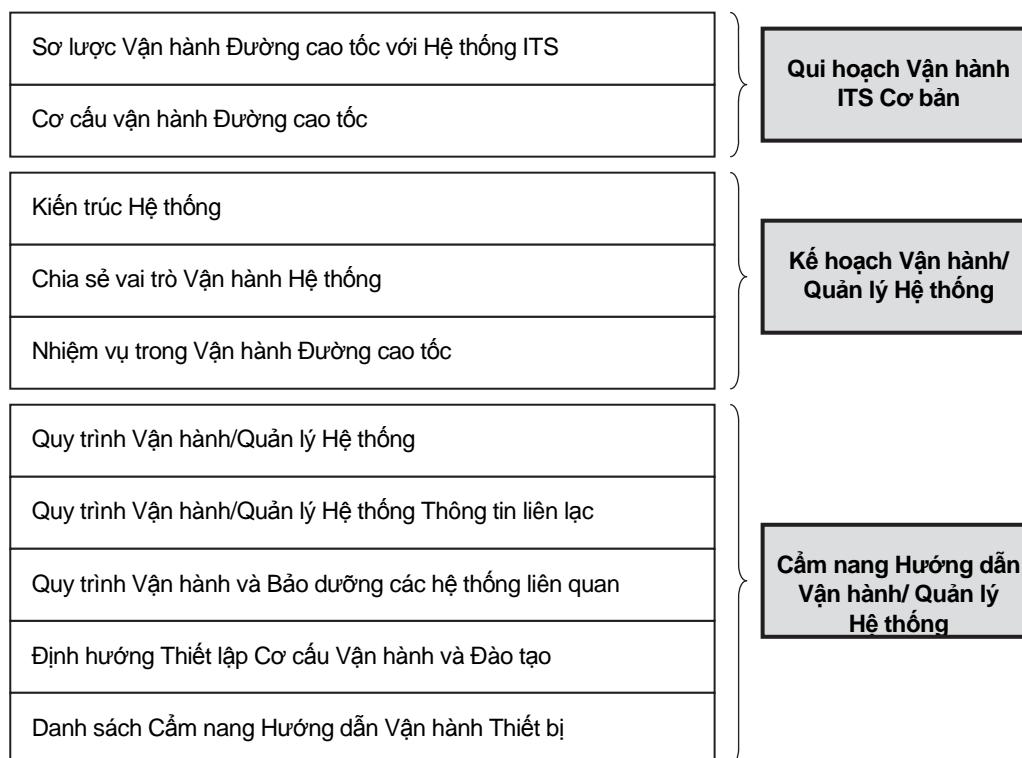 Sơ lược Vận hành Đường cao tốc với Hệ thống ITS
Cơ cấu vận hành Đường cao tốc
Qui hoạch Vận hành
ITS Cơ bản
Kiến trúc Hệ thống
Chia sẻ vai trò Vận hành Hệ thống
Nhiệm vụ trong Vận hành Đường cao tốc
Kế hoạch Vận hành/
Quản lý Hệ thống
Quy trình Vận hành/Quản lý Hệ thống
Quy trình Vận hành/Quản lý Hệ thống Thông tin liên lạc
Quy trình Vận hành và Bảo dưỡng các hệ thống liên quan
Định hướng Thiết lập Cơ cấu Vận hành và Đào tạo
Danh sách Cẩm nang Hướng dẫn Vận hành Thiết bị
Cẩm nang Hướng dẫn
Vận hành/ Quản lý
Hệ thống